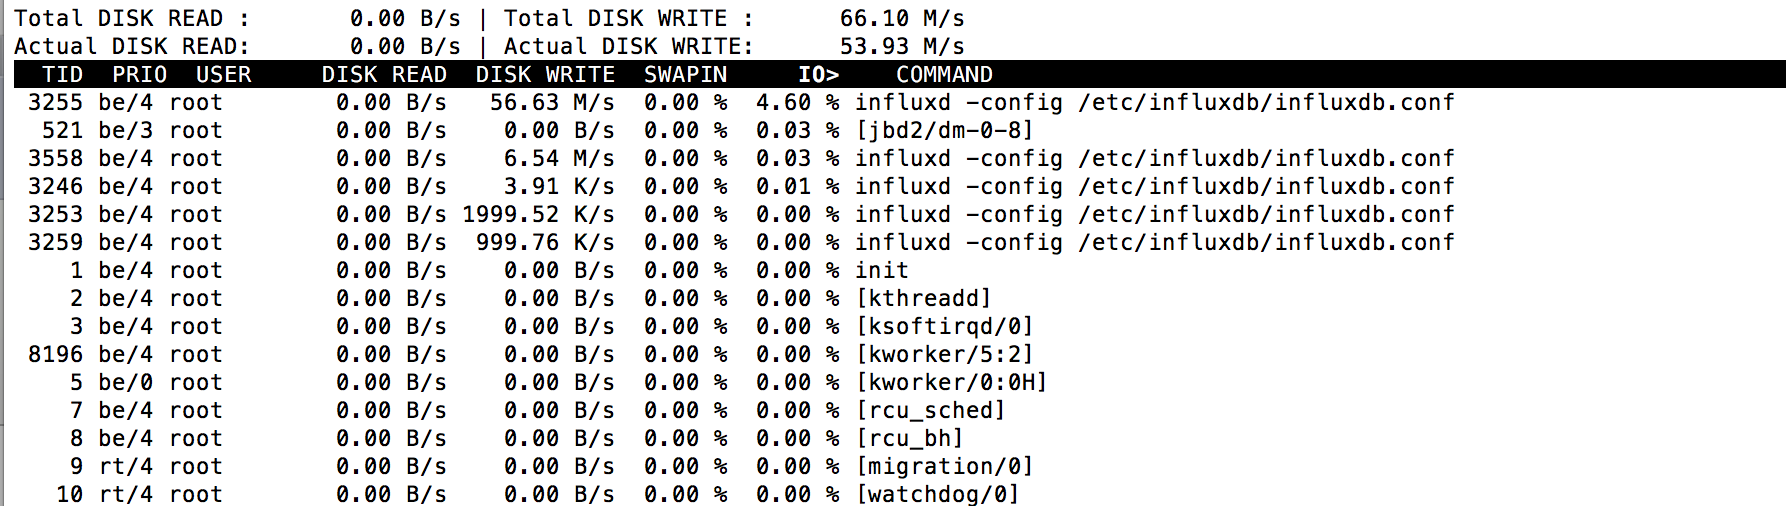 Total DISK READ :       0.00 B/s | Total DISK WRITE :      66.10 M/s
Actual DISK READ:       0.00 B/s | Actual DISK WRITE:      53.93 M/s
  TID  PRIO  USER     DISK READ  DISK WRITE  SWAPIN     IO>    COMMAND
 3255 be/4 root        0.00 B/s   56.63 M/s  0.00 %  4.60 % influxd -config /etc/influxdb/influxdb.conf
  521 be/3 root        0.00 B/s    0.00 B/s  0.00 %  0.03 % [jbd2/dm-0-8]
 3558 be/4 root        0.00 B/s    6.54 M/s  0.00 %  0.03 % influxd -config /etc/influxdb/influxdb.conf
 3246 be/4 root        0.00 B/s    3.91 K/s  0.00 %  0.01 % influxd -config /etc/influxdb/influxdb.conf
 3253 be/4 root        0.00 B/s 1999.52 K/s  0.00 %  0.00 % influxd -config /etc/influxdb/influxdb.conf
 3259 be/4 root        0.00 B/s  999.76 K/s  0.00 %  0.00 % influxd -config /etc/influxdb/influxdb.conf
    1 be/4 root        0.00 B/s    0.00 B/s  0.00 %  0.00 % init
    2 be/4 root        0.00 B/s    0.00 B/s  0.00 %  0.00 % [kthreadd]
    3 be/4 root        0.00 B/s    0.00 B/s  0.00 %  0.00 % [ksoftirqd/0]
 8196 be/4 root        0.00 B/s    0.00 B/s  0.00 %  0.00 % [kworker/5:2]
    5 be/0 root        0.00 B/s    0.00 B/s  0.00 %  0.00 % [kworker/0:0H]
    7 be/4 root        0.00 B/s    0.00 B/s  0.00 %  0.00 % [rcu_sched]
    8 be/4 root        0.00 B/s    0.00 B/s  0.00 %  0.00 % [rcu_bh]
    9 rt/4 root        0.00 B/s    0.00 B/s  0.00 %  0.00 % [migration/0]
   10 rt/4 root        0.00 B/s    0.00 B/s  0.00 %  0.00 % [watchdog/0]